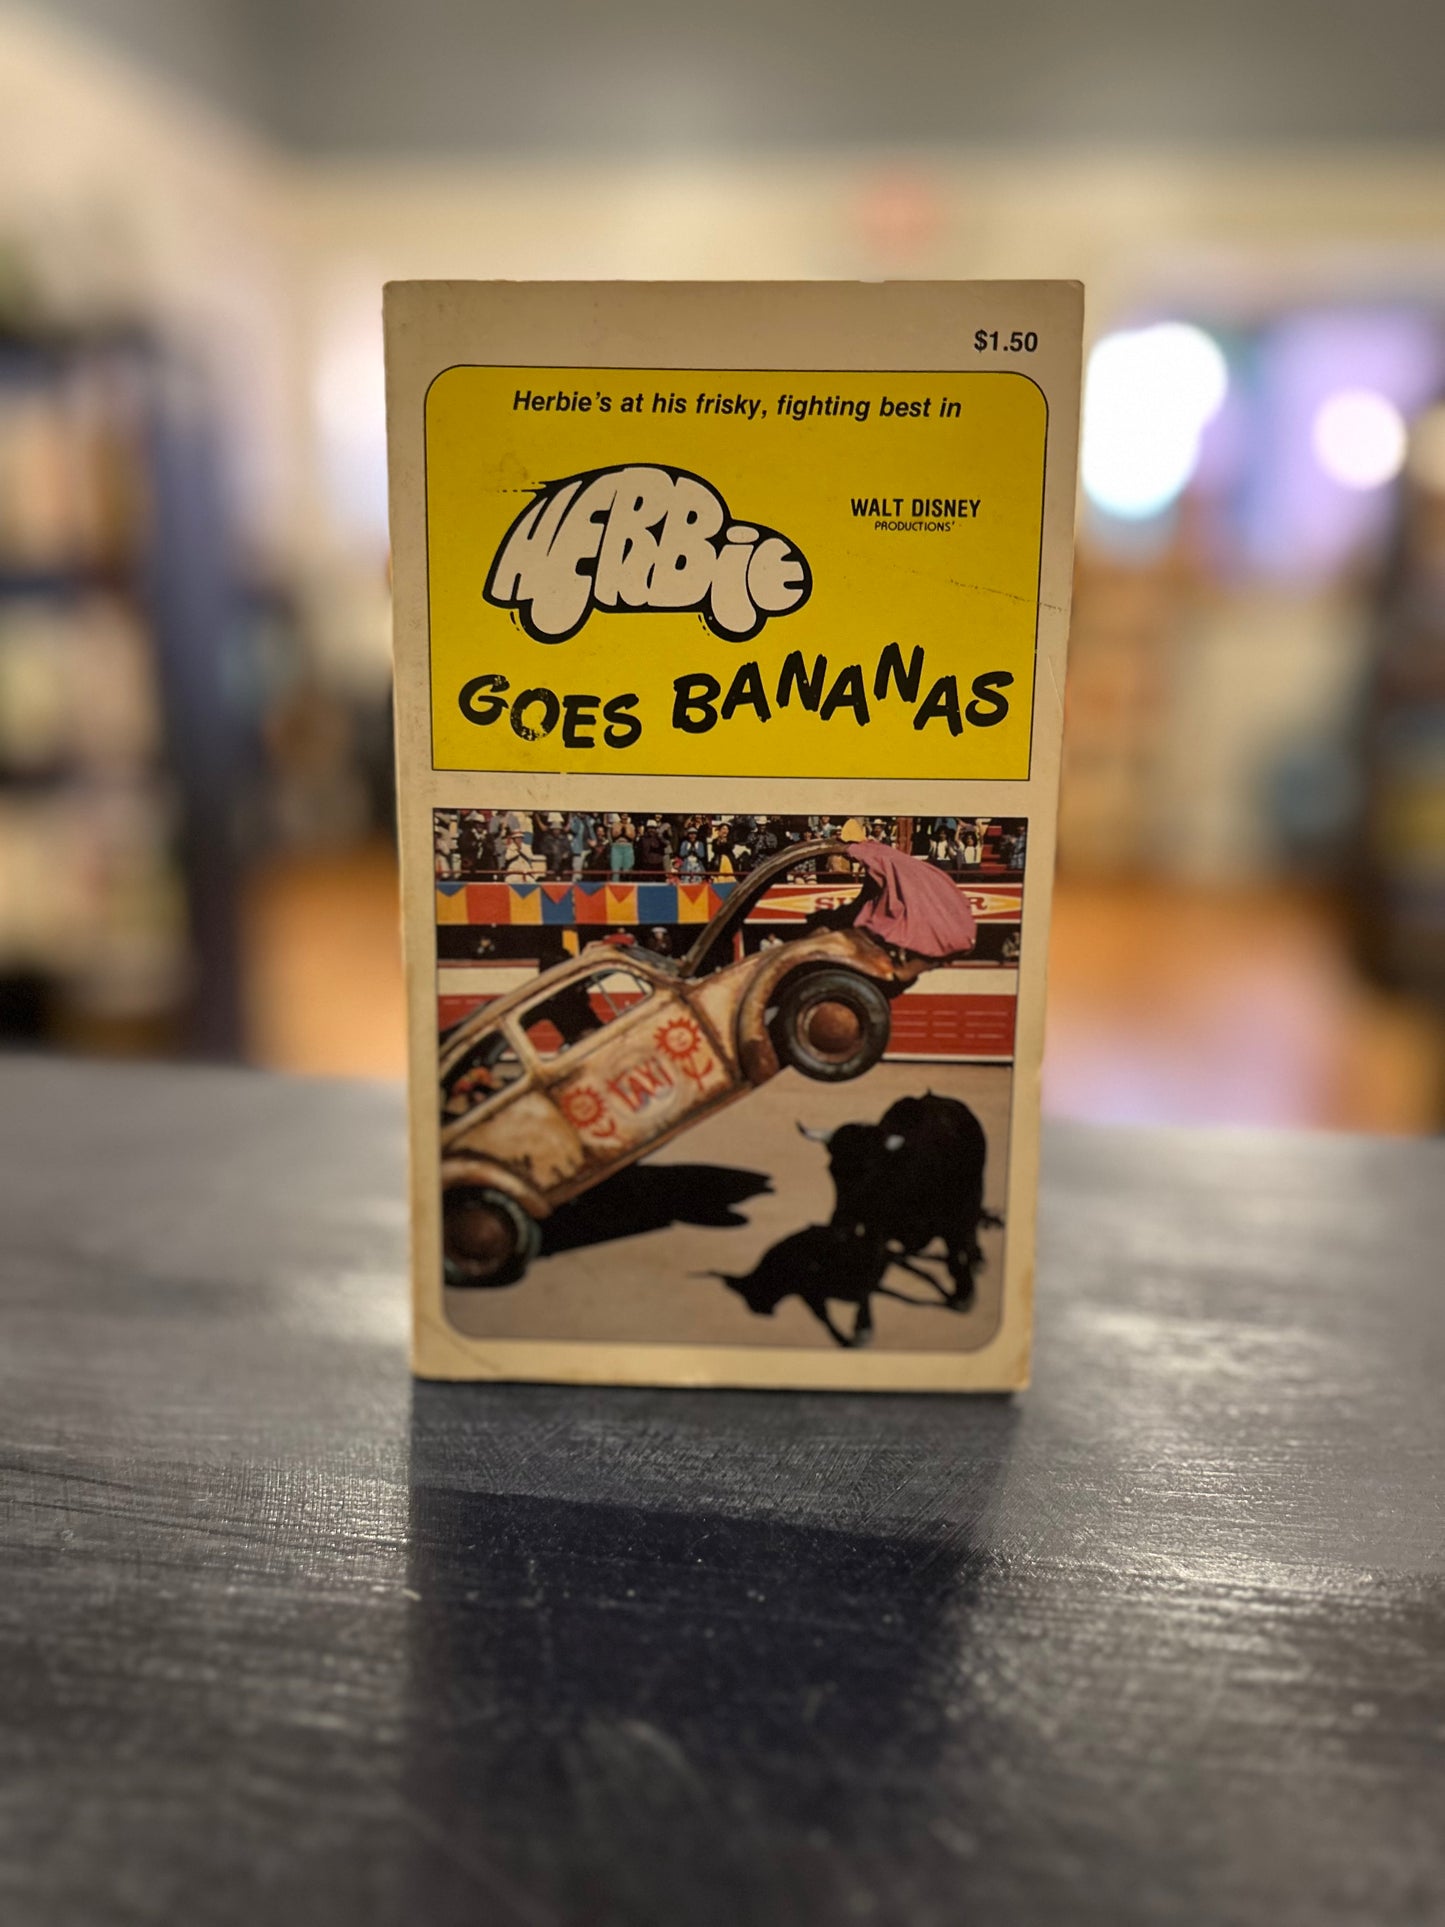 $1.50
Herbie's at his frisky, fighting best in
HERBie
WALT DISNEY
PRODUCTIONS'
GOES BANANAS
TAXI